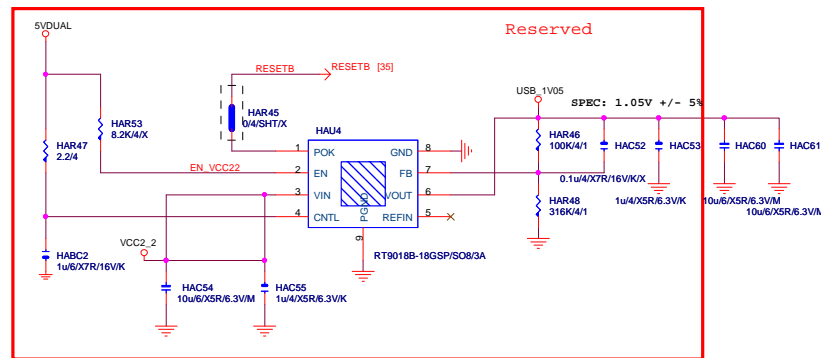 Reserved
5VDUAL
RESETB
RESETB [35]
USB_1V05
SPEC: 1.05V +/- 5%
HAR53
8.2K/4/X
HAR45
0/4/SHT/X
HAR47
2.2/4
HAU4
HAR46
100K/4/1
HAC52
HAC53
HAC60
HAC61
1
POK
GND
8
EN_VCC22
2
EN
FB
7
0.1u/4/X7R/16V/K/X
3
VIN
VOUT
6
1u/4/X5R/6.3V/K
10u/6/X5R/6.3V/M
10u/6/X5R/6.3V/M
4
CNTL
PGND
REFIN
5
HAR48
316K/4/1
9
VCC2_2
RT9018B-18GSP/SO8/3A
HABC2
1u/6/X7R/16V/K
HAC54
10u/6/X5R/6.3V/M
HAC55
1u/4/X5R/6.3V/K